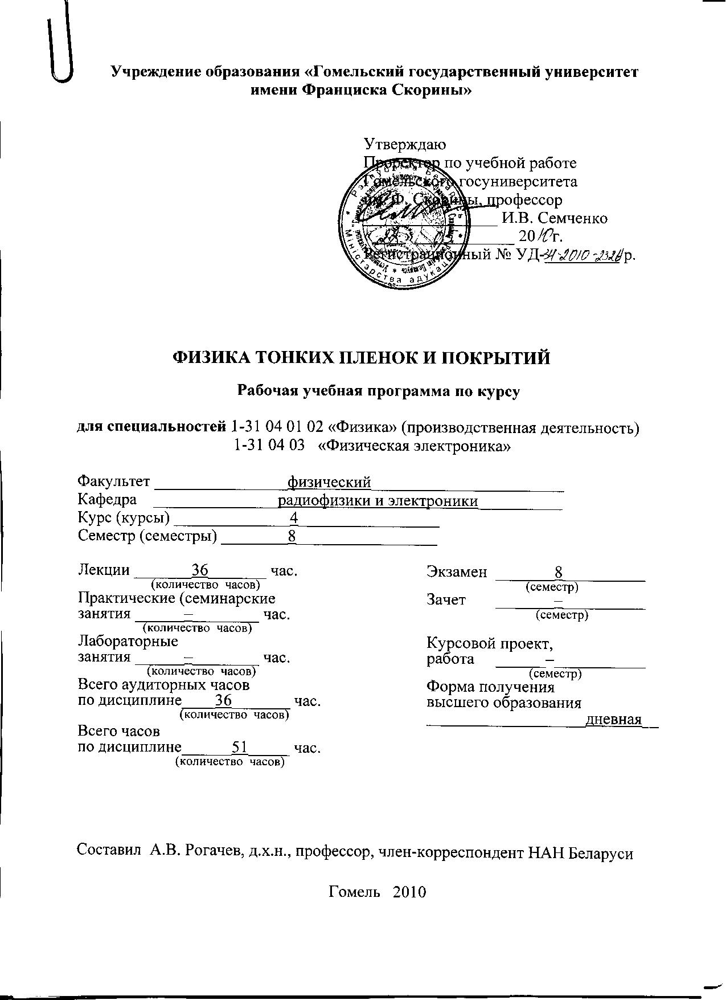 Учреждение образования «Гомельский государственный университет
имени Франциска Скорины»
Утверждаю
Проректор по учебной работе
Гомельского госуниверситета
им. Ф. Скорины, профессор
И.В. Семченко
2010г.
Регистрационный № УД- р.
Рэспубліка Беларусь
Міністэрства адукацыі
ФИЗИКА ТОНКИХ ПЛЕНОК И ПОКРЫТИЙ
Рабочая учебная программа по курсу
для специальностей 1-31 04 01 02 «Физика» (производственная деятельность)
1-31 04 03 «Физическая электроника»
Факультет физический
Кафедра радиофизики и электроники
Курс (курсы) 4
Семестр (семестры) 8
Лекции 36 час.
(количество часов)
Практические (семинарские
занятия – час.
(количество часов)
Лабораторные
занятия – час.
(количество часов)
Всего аудиторных часов
по дисциплине 36 час.
(количество часов)
Всего часов
по дисциплине 51 час.
(количество часов)
Экзамен 8
(семестр)
Зачет –
(семестр)
Курсовой проект,
работа –
(семестр)
Форма получения
высшего образования
дневная
Составил А.В. Рогачев, д.х.н., профессор, член-корреспондент НАН Беларуси
Гомель 2010